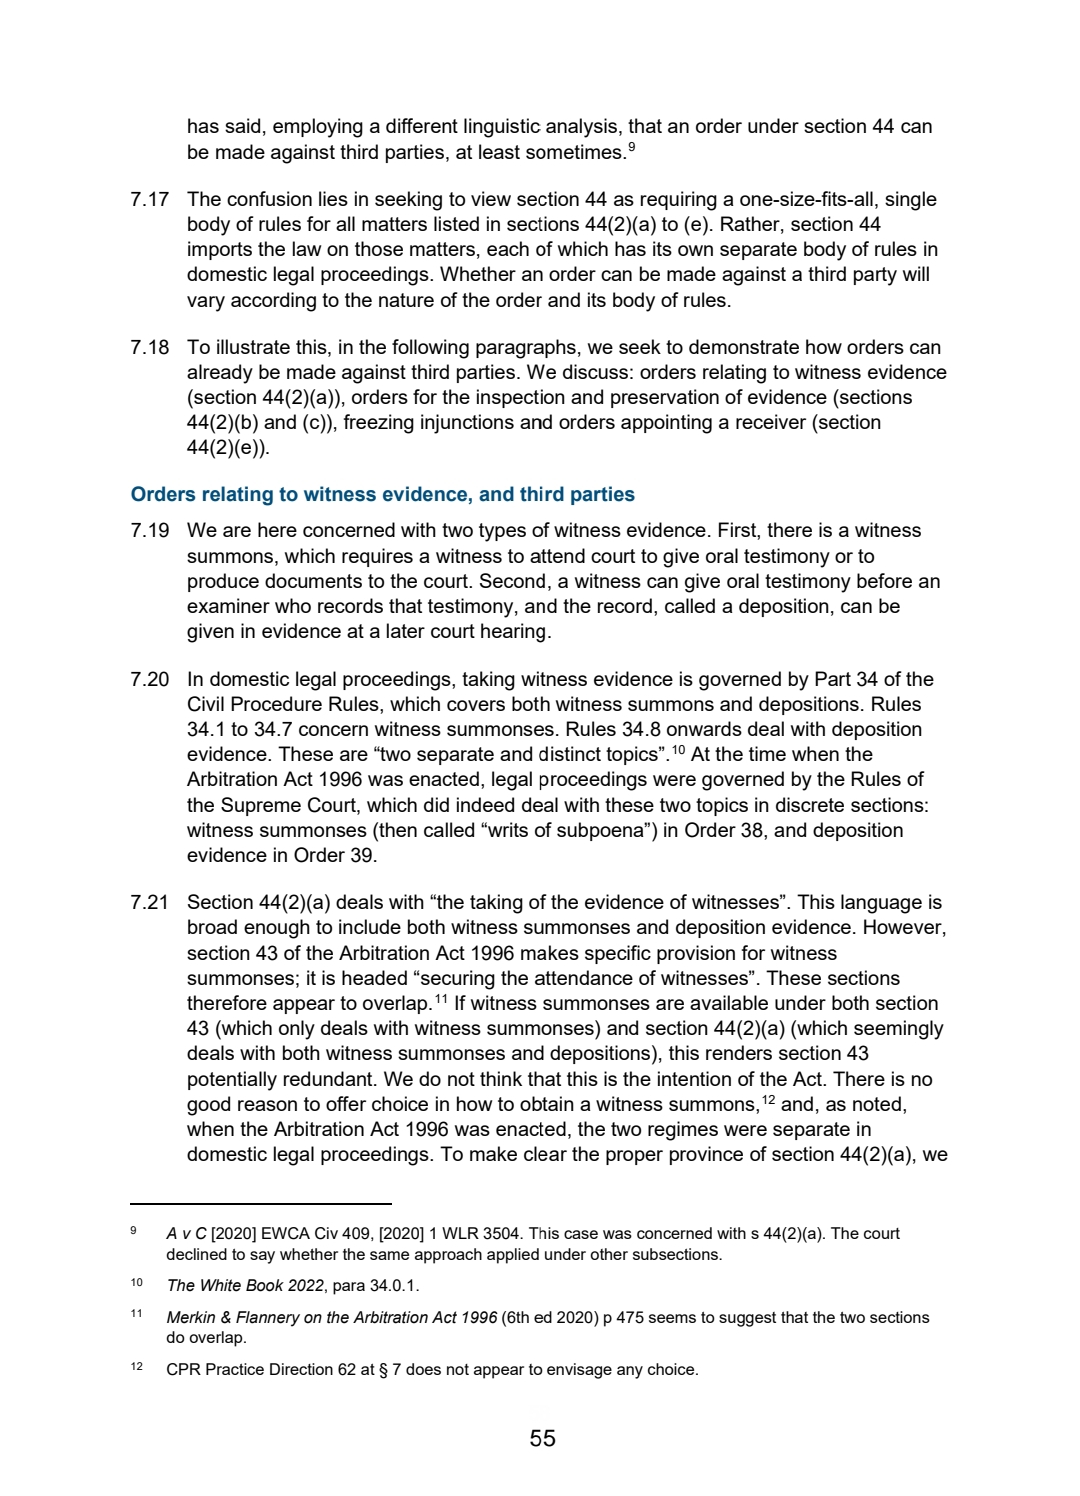 has said, employing a different linguistic analysis, that an order under section 44 can
be made against third parties, at least sometimes.9
7.17 The confusion lies in seeking to view section 44 as requiring a one-size-fits-all, single
body of rules for all matters listed in sections 44(2)(a) to (e). Rather, section 44
imports the law on those matters, each of which has its own separate body of rules in
domestic legal proceedings. Whether an order can be made against a third party will
vary according to the nature of the order and its body of rules.
7.18 To illustrate this, in the following paragraphs, we seek to demonstrate how orders can
already be made against third parties. We discuss: orders relating to witness evidence
(section 44(2)(a)), orders for the inspection and preservation of evidence (sections
44(2)(b) and (c)), freezing injunctions and orders appointing a receiver (section
44(2)(e)).
Orders relating to witness evidence, and third parties
7.19 We are here concerned with two types of witness evidence. First, there is a witness
summons, which requires a witness to attend court to give oral testimony or to
produce documents to the court. Second, a witness can give oral testimony before an
examiner who records that testimony, and the record, called a deposition, can be
given in evidence at a later court hearing.
7.20 In domestic legal proceedings, taking witness evidence is governed by Part 34 of the
Civil Procedure Rules, which covers both witness summons and depositions. Rules
34.1 to 34.7 concern witness summonses. Rules 34.8 onwards deal with deposition
evidence. These are “two separate and distinct topics”.10 At the time when the
Arbitration Act 1996 was enacted, legal proceedings were governed by the Rules of
the Supreme Court, which did indeed deal with these two topics in discrete sections:
witness summonses (then called “writs of subpoena”) in Order 38, and deposition
evidence in Order 39.
7.21 Section 44(2)(a) deals with “the taking of the evidence of witnesses”. This language is
broad enough to include both witness summonses and deposition evidence. However,
section 43 of the Arbitration Act 1996 makes specific provision for witness
summonses; it is headed “securing the attendance of witnesses”. These sections
therefore appear to overlap.11 If witness summonses are available under both section
43 (which only deals with witness summonses) and section 44(2)(a) (which seemingly
deals with both witness summonses and depositions), this renders section 43
potentially redundant. We do not think that this is the intention of the Act. There is no
good reason to offer choice in how to obtain a witness summons,12 and, as noted,
when the Arbitration Act 1996 was enacted, the two regimes were separate in
domestic legal proceedings. To make clear the proper province of section 44(2)(a), we
9 A v C [2020] EWCA Civ 409, [2020] 1 WLR 3504. This case was concerned with s 44(2)(a). The court
declined to say whether the same approach applied under other subsections.
10 The White Book 2022, para 34.0.1.
11 Merkin & Flannery on the Arbitration Act 1996 (6th ed 2020) p 475 seems to suggest that the two sections
do overlap.
12 CPR Practice Direction 62 at § 7 does not appear to envisage any choice.
55